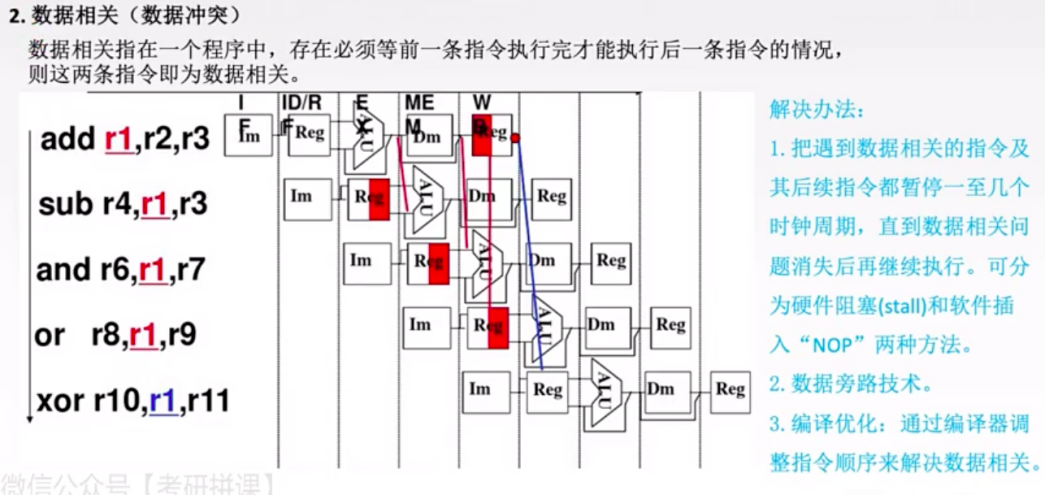 2. 数据相关（数据冲突）
数据相关指在一个程序中，存在必须等前一条指令执行完才能执行后一条指令的情况，
则这两条指令即为数据相关。
IF ID/RF EX MEM WB
add r1,r2,r3 Im Reg ALU Dm Reg
sub r4,r1,r3 Im Reg ALU Dm Reg
and r6,r1,r7 Im Reg ALU Dm Reg
or r8,r1,r9 Im Reg ALU Dm Reg
xor r10,r1,r11 Im Reg ALU Dm Reg
解决办法：
1. 把遇到数据相关的指令及
其后续指令都暂停一至几个
时钟周期，直到数据相关问
题消失后再继续执行。可分
为硬件阻塞(stall)和软件插
入“NOP”两种方法。
2. 数据旁路技术。
3. 编译优化：通过编译器调
整指令顺序来解决数据相关。
微信公众号【考研拼课】